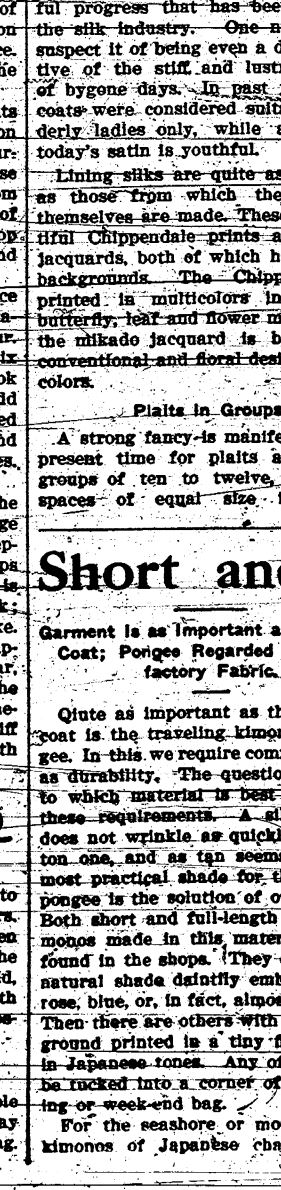 ful progress that has bee
the silk industry. One n
suspect it of being even a d
tive of the stiff and lust
of bygone days. In past
coats were considered suit
derly ladies only, while a
today's satin is youthful.
Lining silks are quite as
as those from which the
themselves are made. These
tiful Chippendale prints a
jacquards, both of which h
backgrounds. The Chipp
printed in multicolors in
butterfly, leaf and flower m
the mikado jacquard is b
conventional and floral desi
colors.
Plaits in Groups
A strong fancy is manife
present time for plaits a
groups of ten to twelve,
spaces of equal size
Short and
Garment Is as Important a
Coat; Pongee Regarded
factory Fabric.
Qiute as important as th
coat is the traveling kimon
gee. In this we require com
as durability. The questio
to which material is best
these requirements. A sil
does not wrinkle as quickl
ton one, and as tan seems
most practical shade for t
pongee is the solution of o
Both short and full-length
monos made in this mater
found in the shops. They
natural shade daintily emb
rose, blue, or, in fact, almos
Then there are others with
ground printed in a tiny f
in Japanese tones. Any of
be tucked into a corner of
ing or week-end bag.
For the seashore or mo
kimonos of Japanese cha